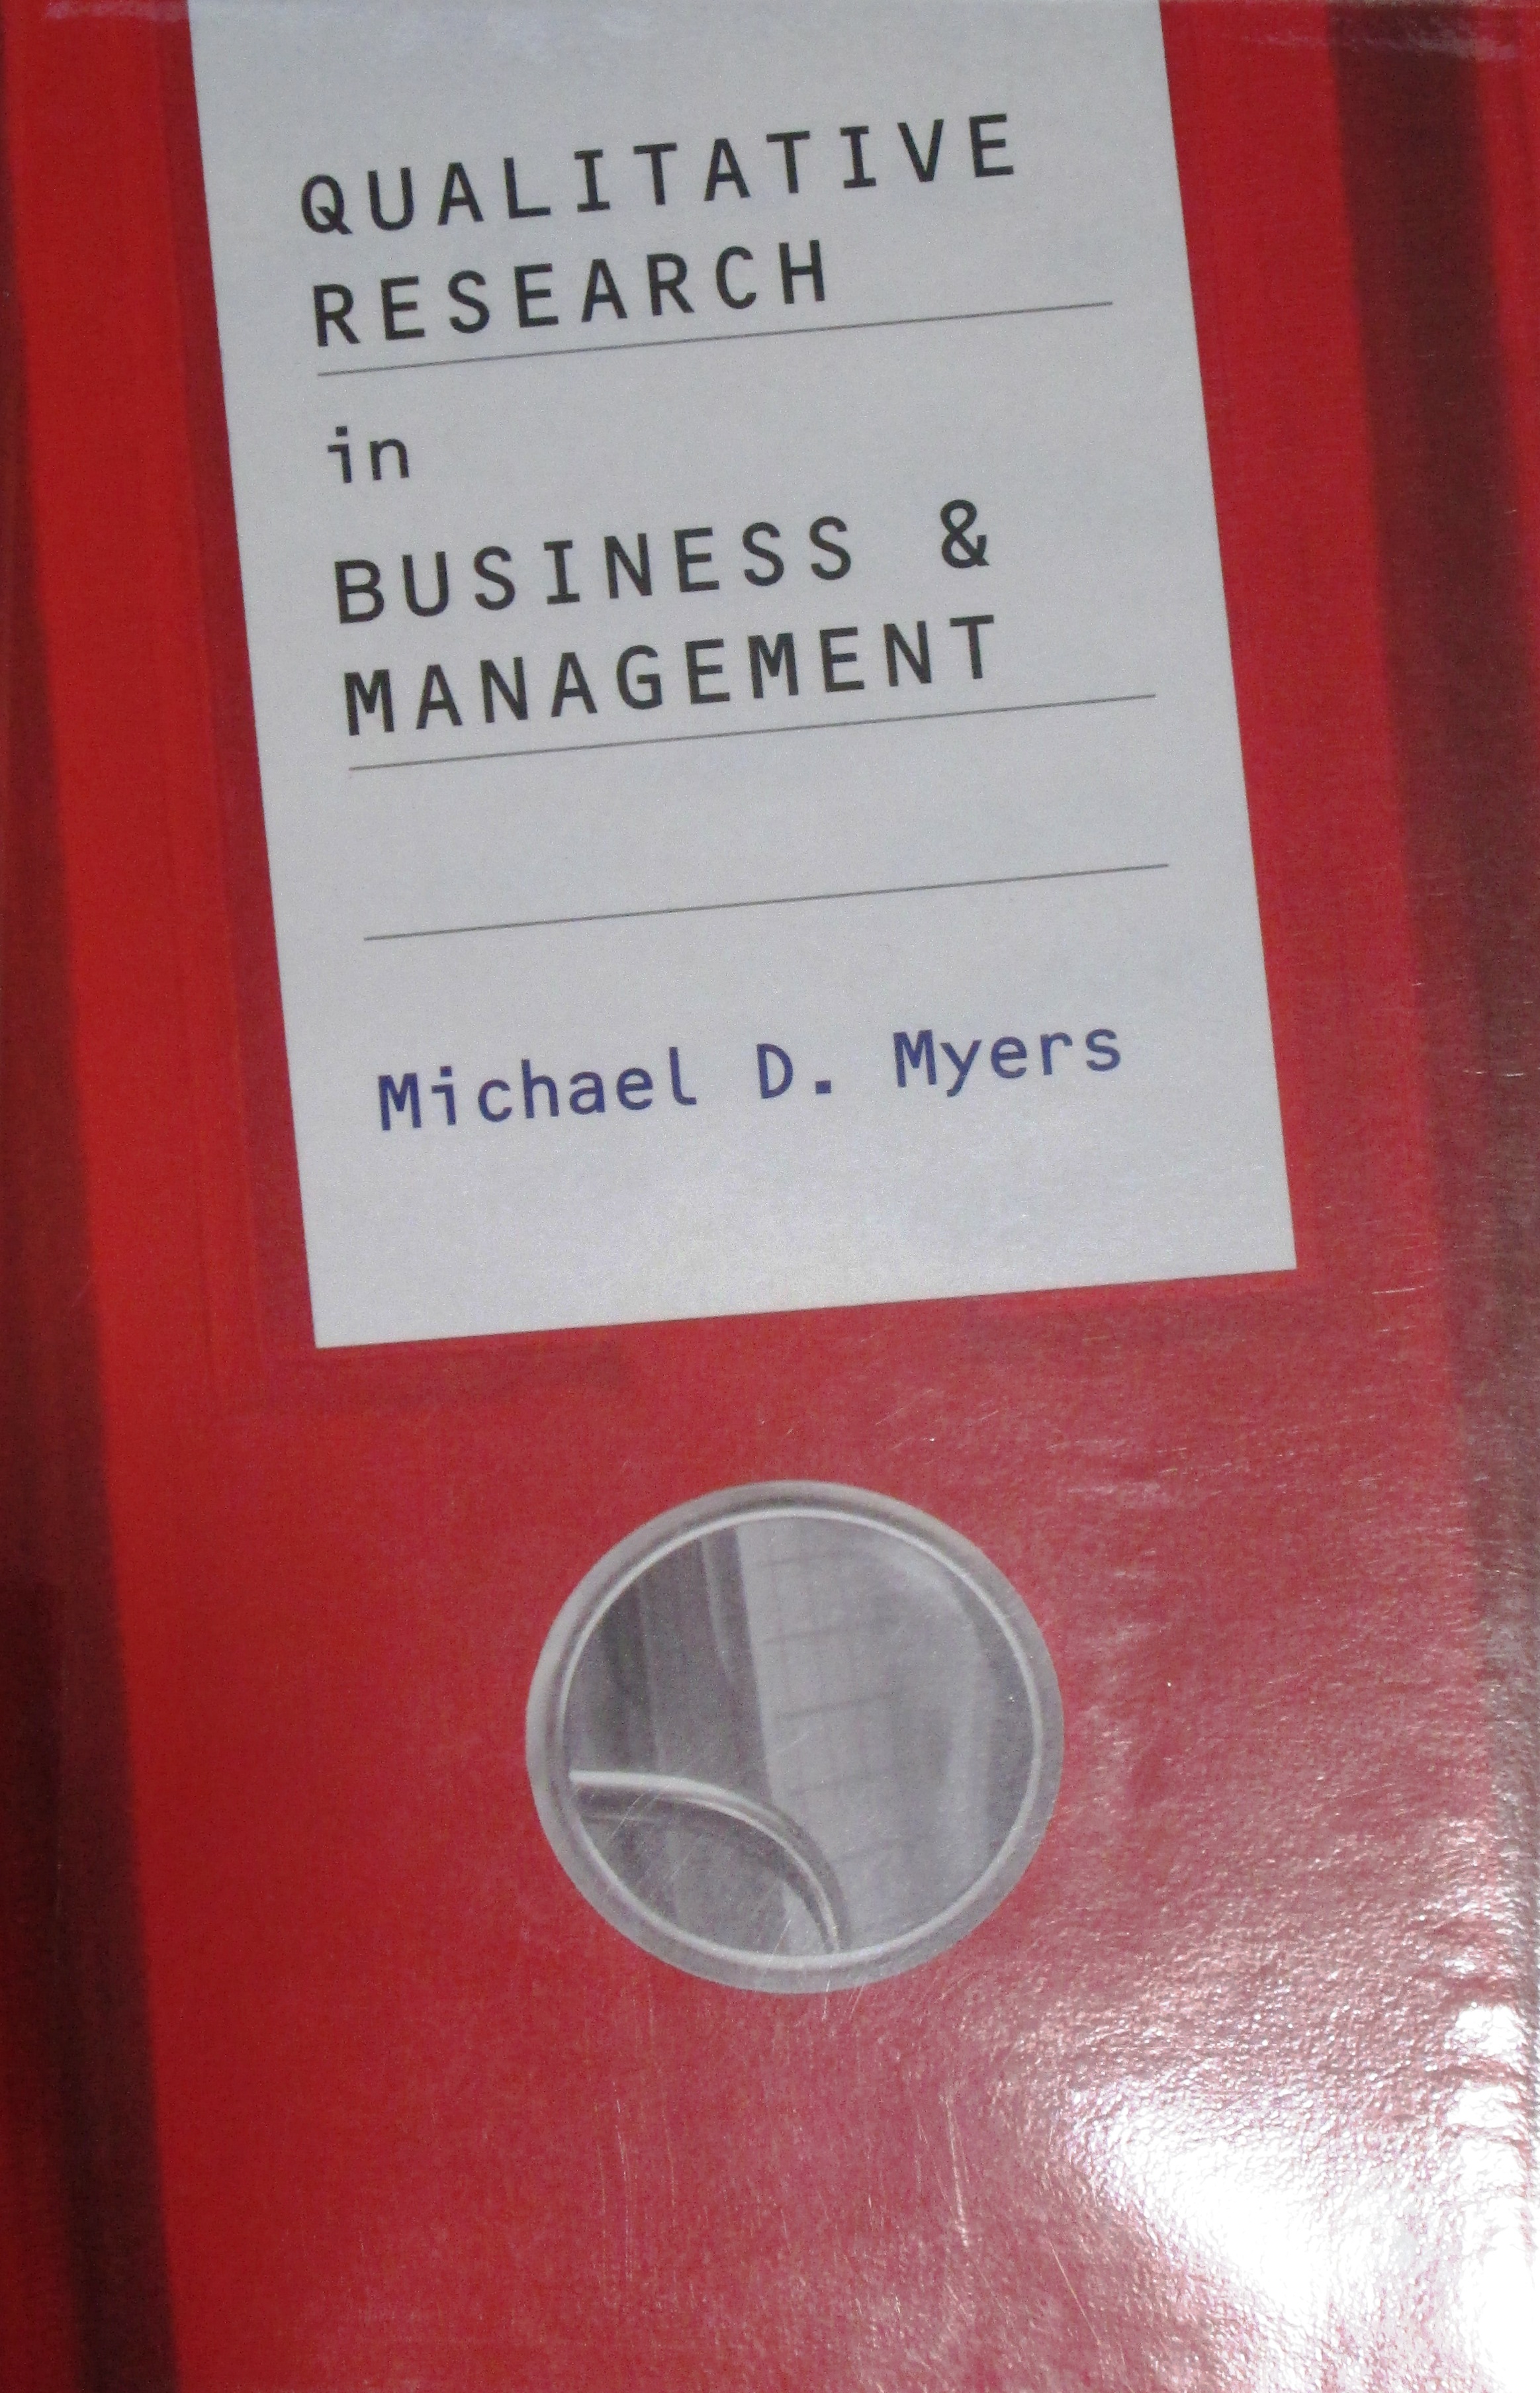 QUALITATIVE
RESEARCH
in
BUSINESS &
MANAGEMENT
Michael D. Myers